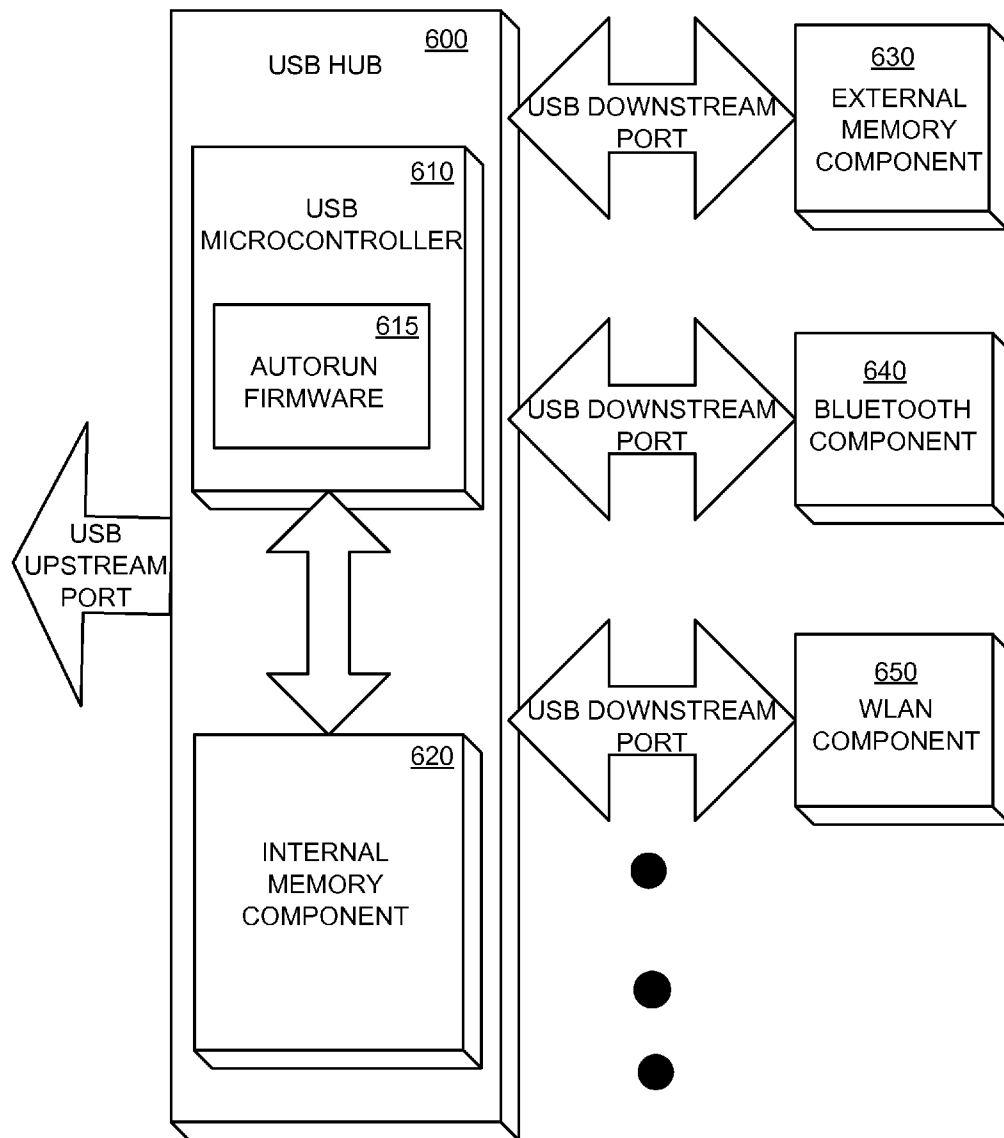 600
USB HUB
610
USB
MICROCONTROLLER
615
AUTORUN
FIRMWARE
USB
UPSTREAM
PORT
620
INTERNAL
MEMORY
COMPONENT
USB DOWNSTREAM
PORT
630
EXTERNAL
MEMORY
COMPONENT
USB DOWNSTREAM
PORT
640
BLUETOOTH
COMPONENT
USB DOWNSTREAM
PORT
650
WLAN
COMPONENT